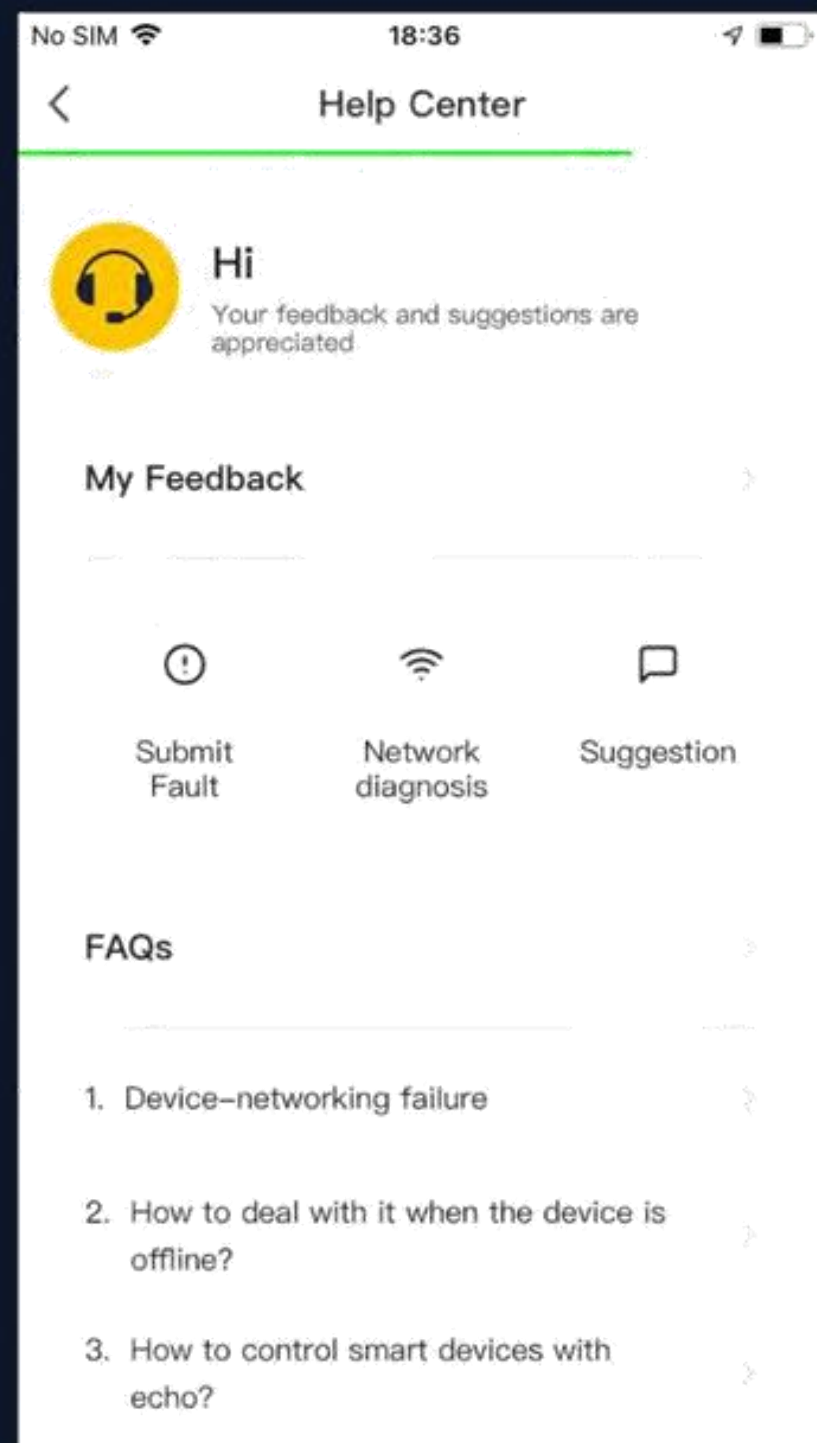 No SIM 18:36
Help Center
Hi
Your feedback and suggestions are
appreciated
My Feedback
Submit
Fault
Network
diagnosis
Suggestion
FAQs
1. Device–networking failure
2. How to deal with it when the device is
offline?
3. How to control smart devices with
echo?